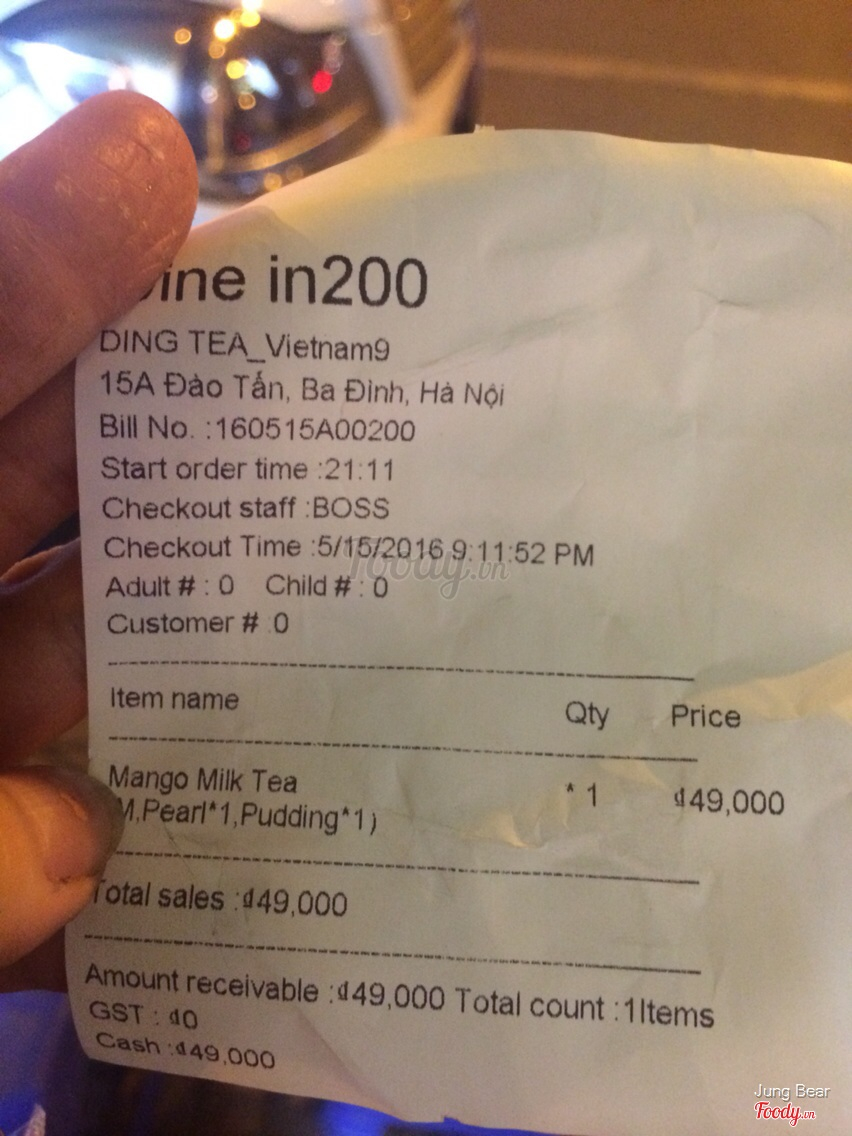 ine in200
DING TEA_Vietnam9
15A Đào Tấn, Ba Đình, Hà Nội
Bill No. :160515A00200
Start order time :21:11
Checkout staff :BOSS
Checkout Time :5/15/2016 9:11:52 PM
Adult # : 0 Child # : 0
Customer # :0
Item name Qty Price
Mango Milk Tea * 1 ₫49,000
M,Pearl*1,Pudding*1)
Total sales :₫49,000
Amount receivable :₫49,000 Total count :1Items
GST : ₫0
Cash :₫49,000
Foody.vn
Jung Bear
Foody.vn